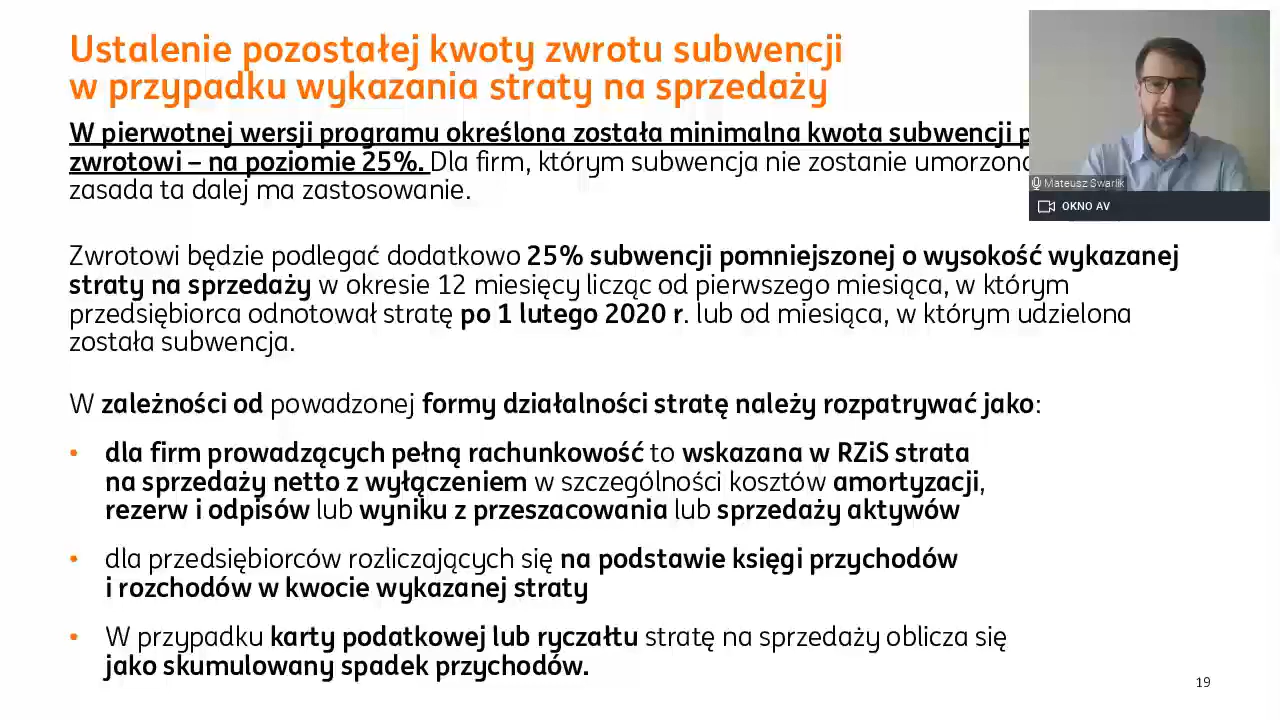 Ustalenie pozostałej kwoty zwrotu subwencji
w przypadku wykazania straty na sprzedaży
W pierwotnej wersji programu określona została minimalna kwota subwencji
zwrotowi – na poziomie 25%. Dla firm, którym subwencja nie zostanie
zasada ta dalej ma zastosowanie.
Zwrotowi będzie podlegać dodatkowo 25% subwencji pomniejszonej o wysokość wykazanej
straty na sprzedaży w okresie 12 miesięcy licząc od pierwszego miesiąca, w którym
przedsiębiorca odnotował stratę po 1 lutego 2020 r. lub od miesiąca, w którym udzielona
została subwencja.
W zależności od powadzonej formy działalności stratę należy rozpatrywać jako:
• dla firm prowadzących pełną rachunkowość to wskazana w RZiS strata
na sprzedaży netto z wyłączeniem w szczególności kosztów amortyzacji,
rezerw i odpisów lub wyniku z przeszacowania lub sprzedaży aktywów
• dla przedsiębiorców rozliczających się na podstawie księgi przychodów
i rozchodów w kwocie wykazanej straty
• W przypadku karty podatkowej lub ryczałtu stratę na sprzedaży oblicza się
jako skumulowany spadek przychodów.
Mateusz Swarlik
OKNO AV
19